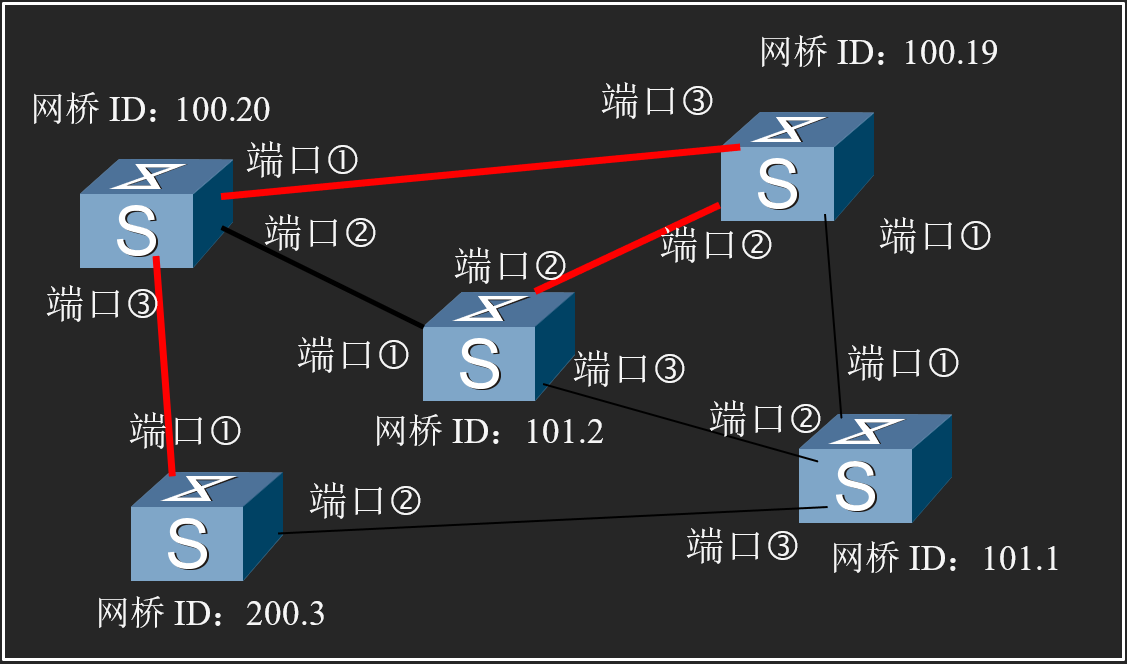 网桥 ID：100.19
端口③
网桥 ID：100.20
端口①
端口②
端口②
端口①
端口②
端口③
端口①
端口③
端口①
网桥 ID：101.2
端口②
端口①
端口②
端口③
网桥 ID：101.1
网桥 ID：200.3
S
S
S
S
S